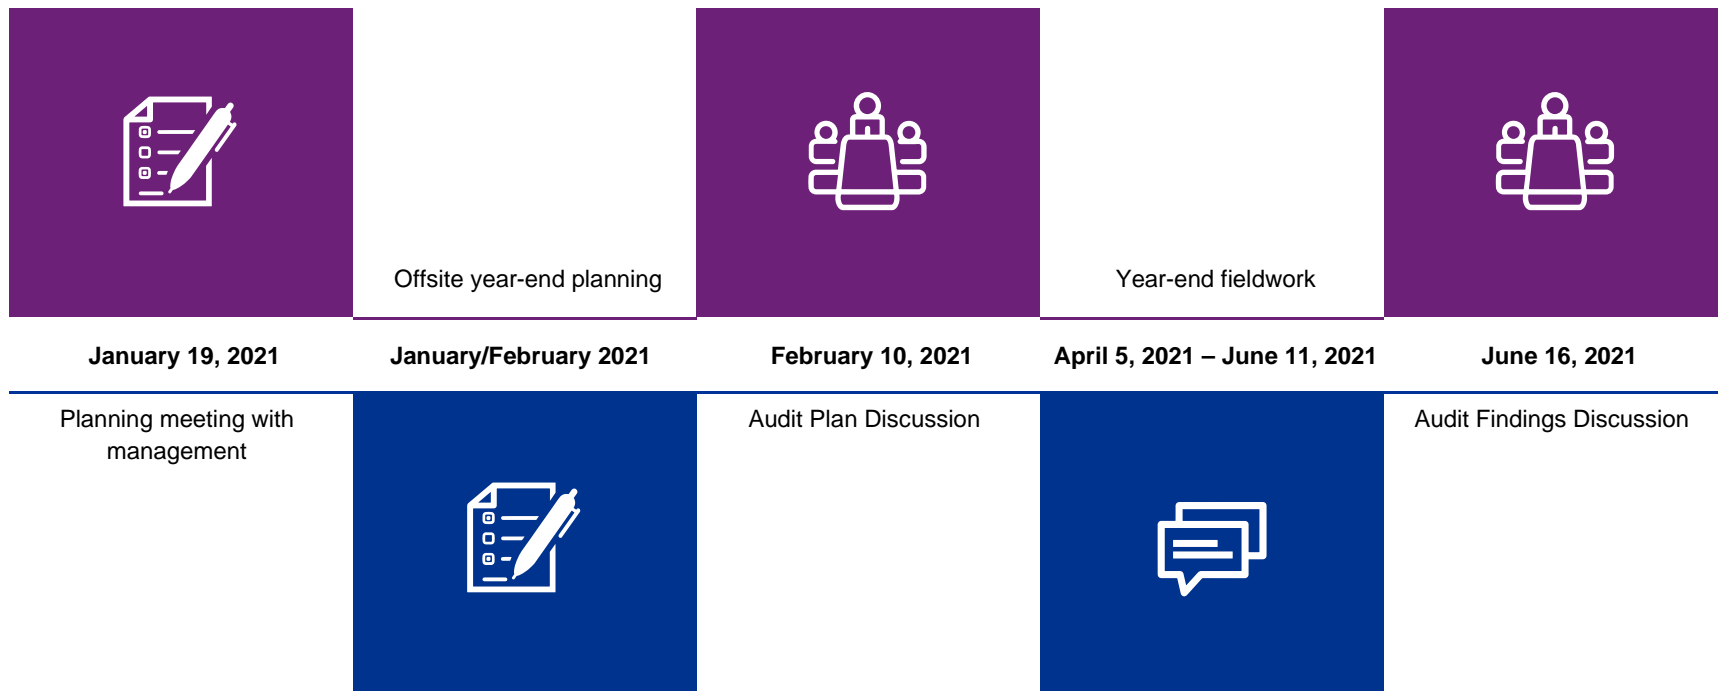 Offsite year-end planning
Year-end fieldwork
January 19, 2021
January/February 2021
February 10, 2021
April 5, 2021 – June 11, 2021
June 16, 2021
Planning meeting with
management
Audit Plan Discussion
Audit Findings Discussion